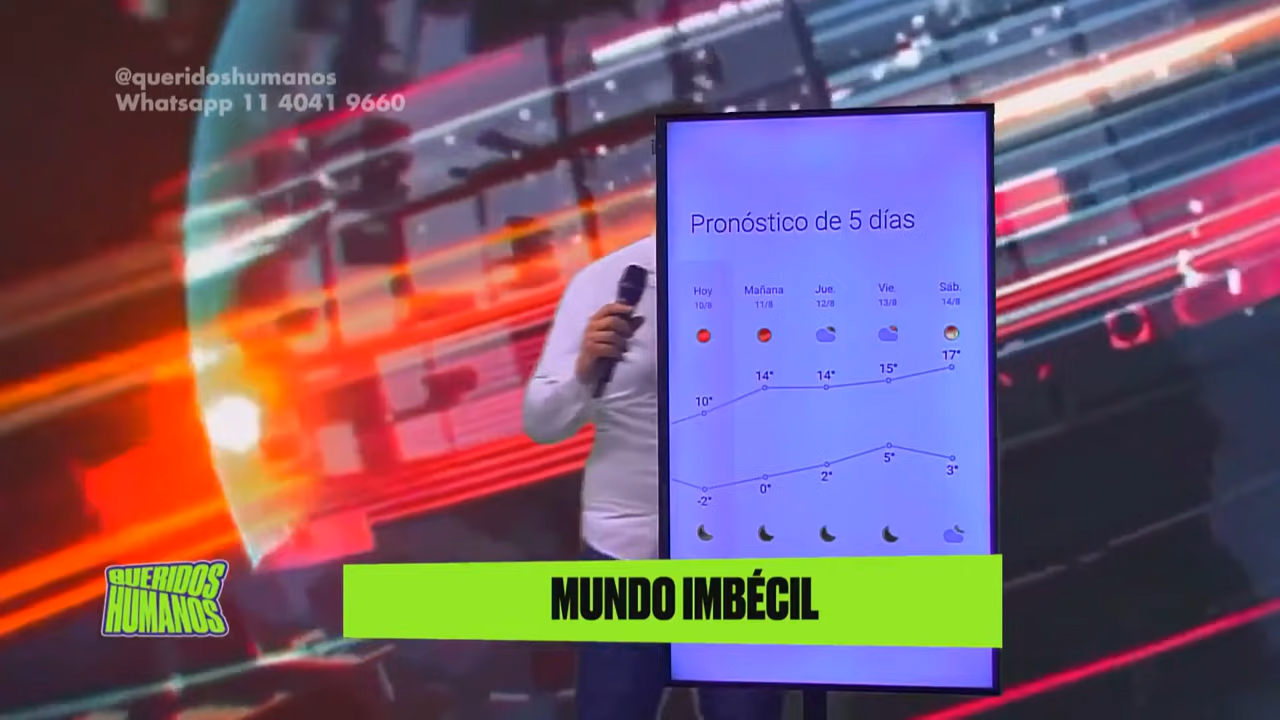 @queridoshumanos
Whatsapp 11 4041 9660
Pronóstico de 5 días
Hoy Mañana Jue. Vie. Sáb.
10/8 11/8 12/8 13/8 14/8
10° 14° 14° 15° 17°
-2° 0° 2° 5° 3°
QUERIDOS
HUMANOS
MUNDO IMBÉCIL